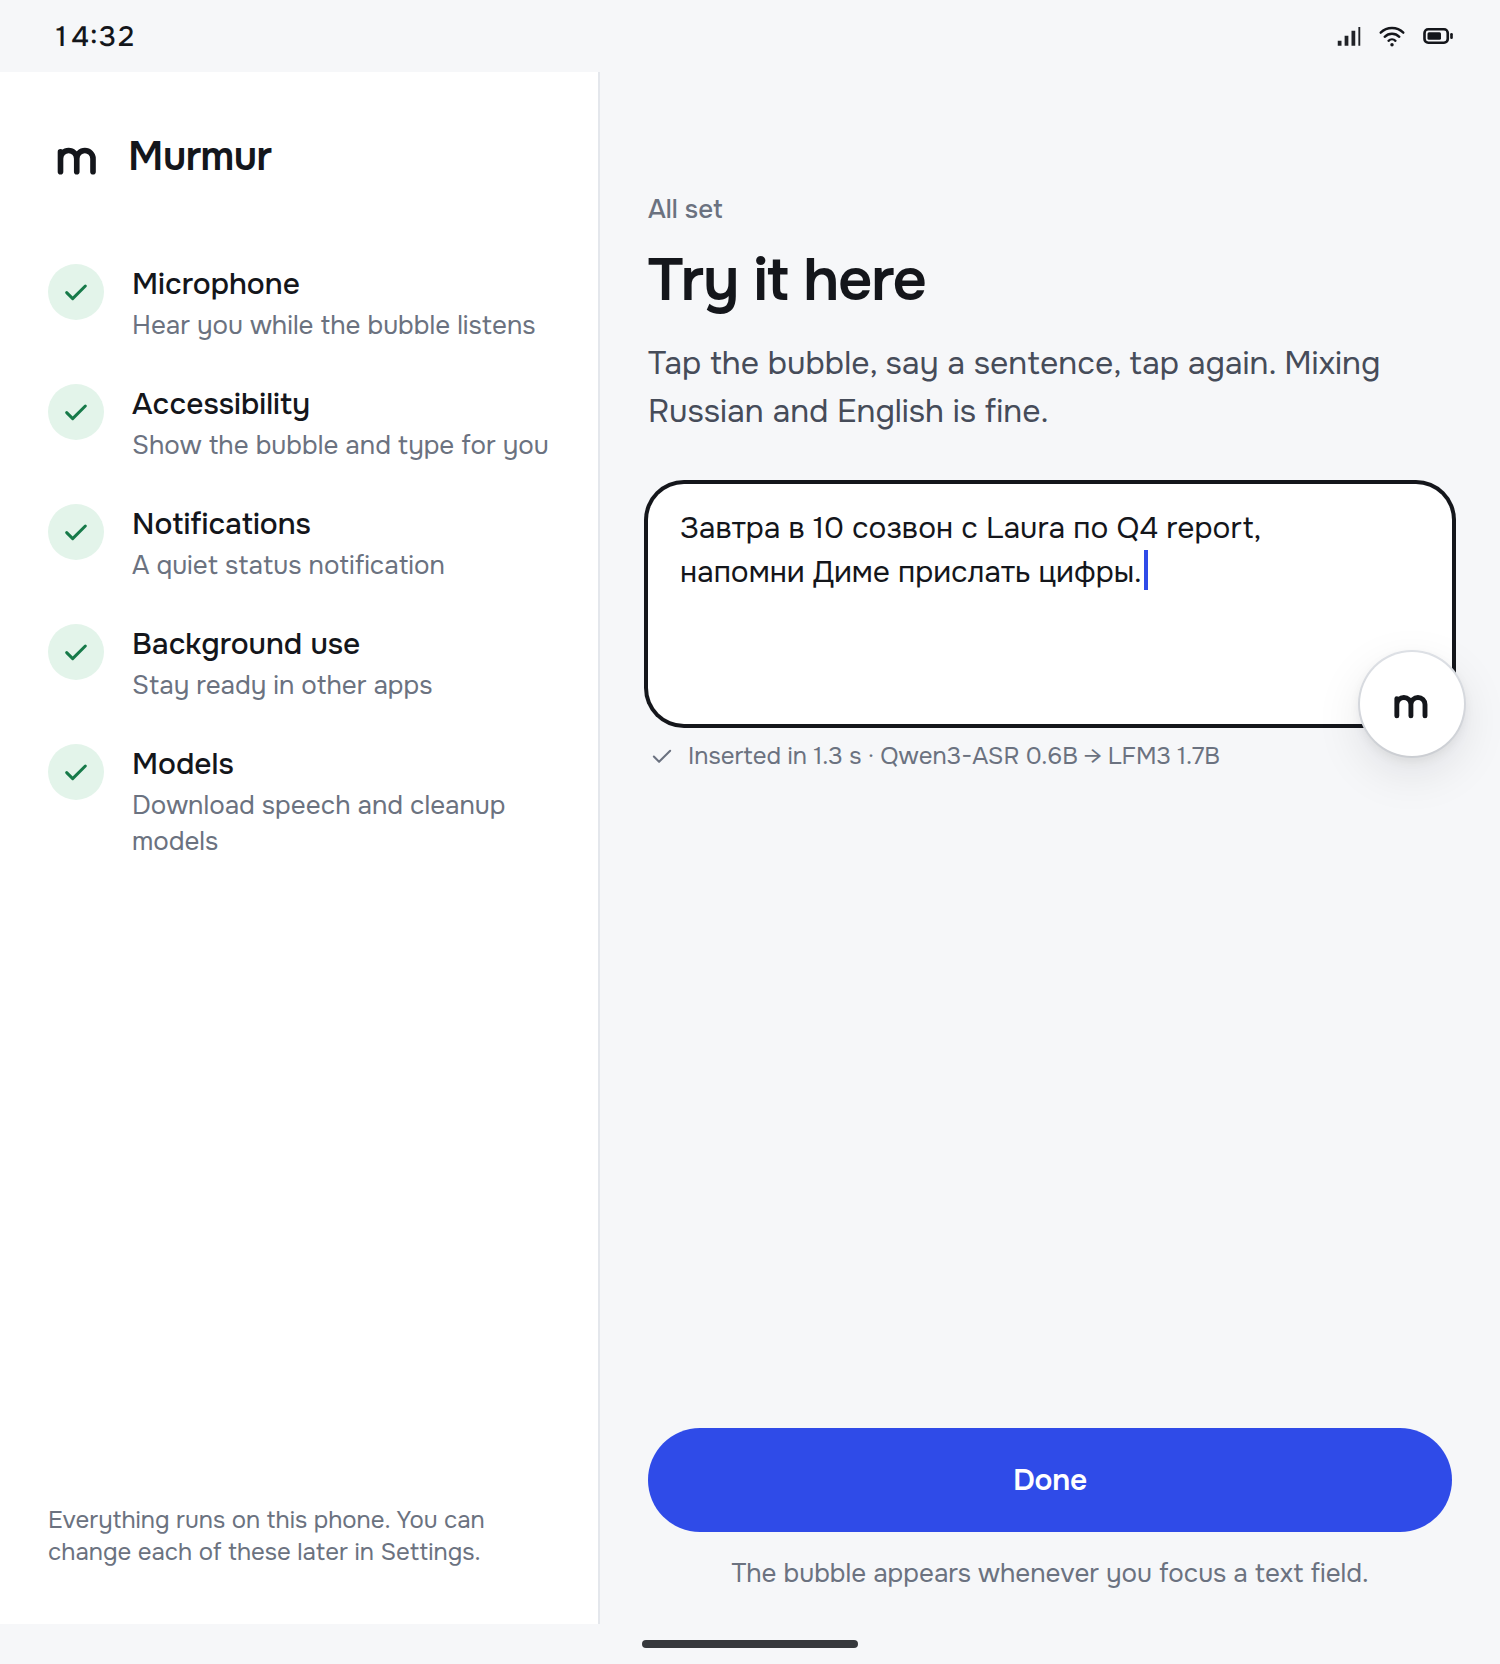 14:32
m Murmur
Microphone
Hear you while the bubble listens
Accessibility
Show the bubble and type for you
Notifications
A quiet status notification
Background use
Stay ready in other apps
Models
Download speech and cleanup
models
Everything runs on this phone. You can
change each of these later in Settings.
All set
Try it here
Tap the bubble, say a sentence, tap again. Mixing
Russian and English is fine.
Завтра в 10 созвон с Laura по Q4 report,
напомни Диме прислать цифры.
m
Inserted in 1.3 s · Qwen3-ASR 0.6B → LFM3 1.7B
Done
The bubble appears whenever you focus a text field.